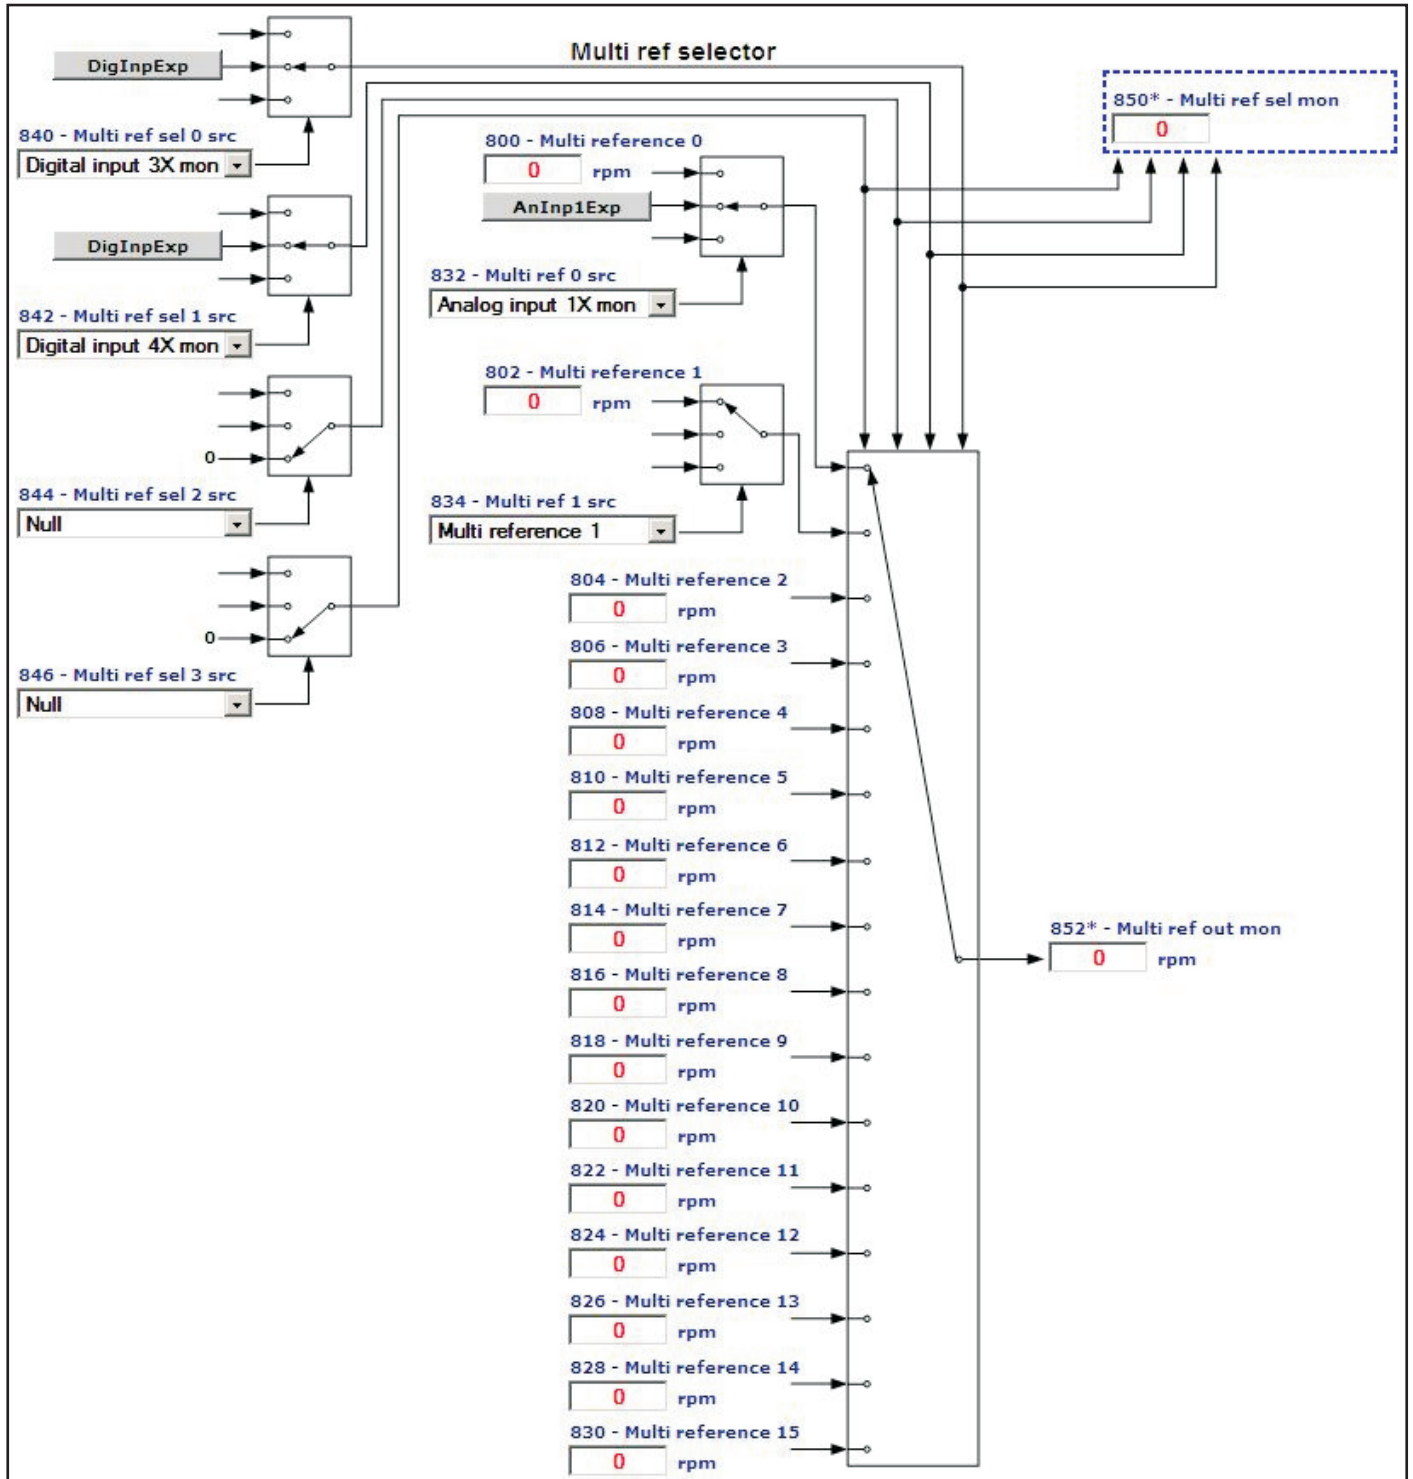 Multi ref selector
DigInpExp
840 - Multi ref sel 0 src
Digital input 3X mon
DigInpExp
842 - Multi ref sel 1 src
Digital input 4X mon
0
844 - Multi ref sel 2 src
Null
0
846 - Multi ref sel 3 src
Null
800 - Multi reference 0
0 rpm
AnInp1Exp
832 - Multi ref 0 src
Analog input 1X mon
802 - Multi reference 1
0 rpm
834 - Multi ref 1 src
Multi reference 1
804 - Multi reference 2
0 rpm
806 - Multi reference 3
0 rpm
808 - Multi reference 4
0 rpm
810 - Multi reference 5
0 rpm
812 - Multi reference 6
0 rpm
814 - Multi reference 7
0 rpm
816 - Multi reference 8
0 rpm
818 - Multi reference 9
0 rpm
820 - Multi reference 10
0 rpm
822 - Multi reference 11
0 rpm
824 - Multi reference 12
0 rpm
826 - Multi reference 13
0 rpm
828 - Multi reference 14
0 rpm
830 - Multi reference 15
0 rpm
850* - Multi ref sel mon
0
852* - Multi ref out mon
0 rpm